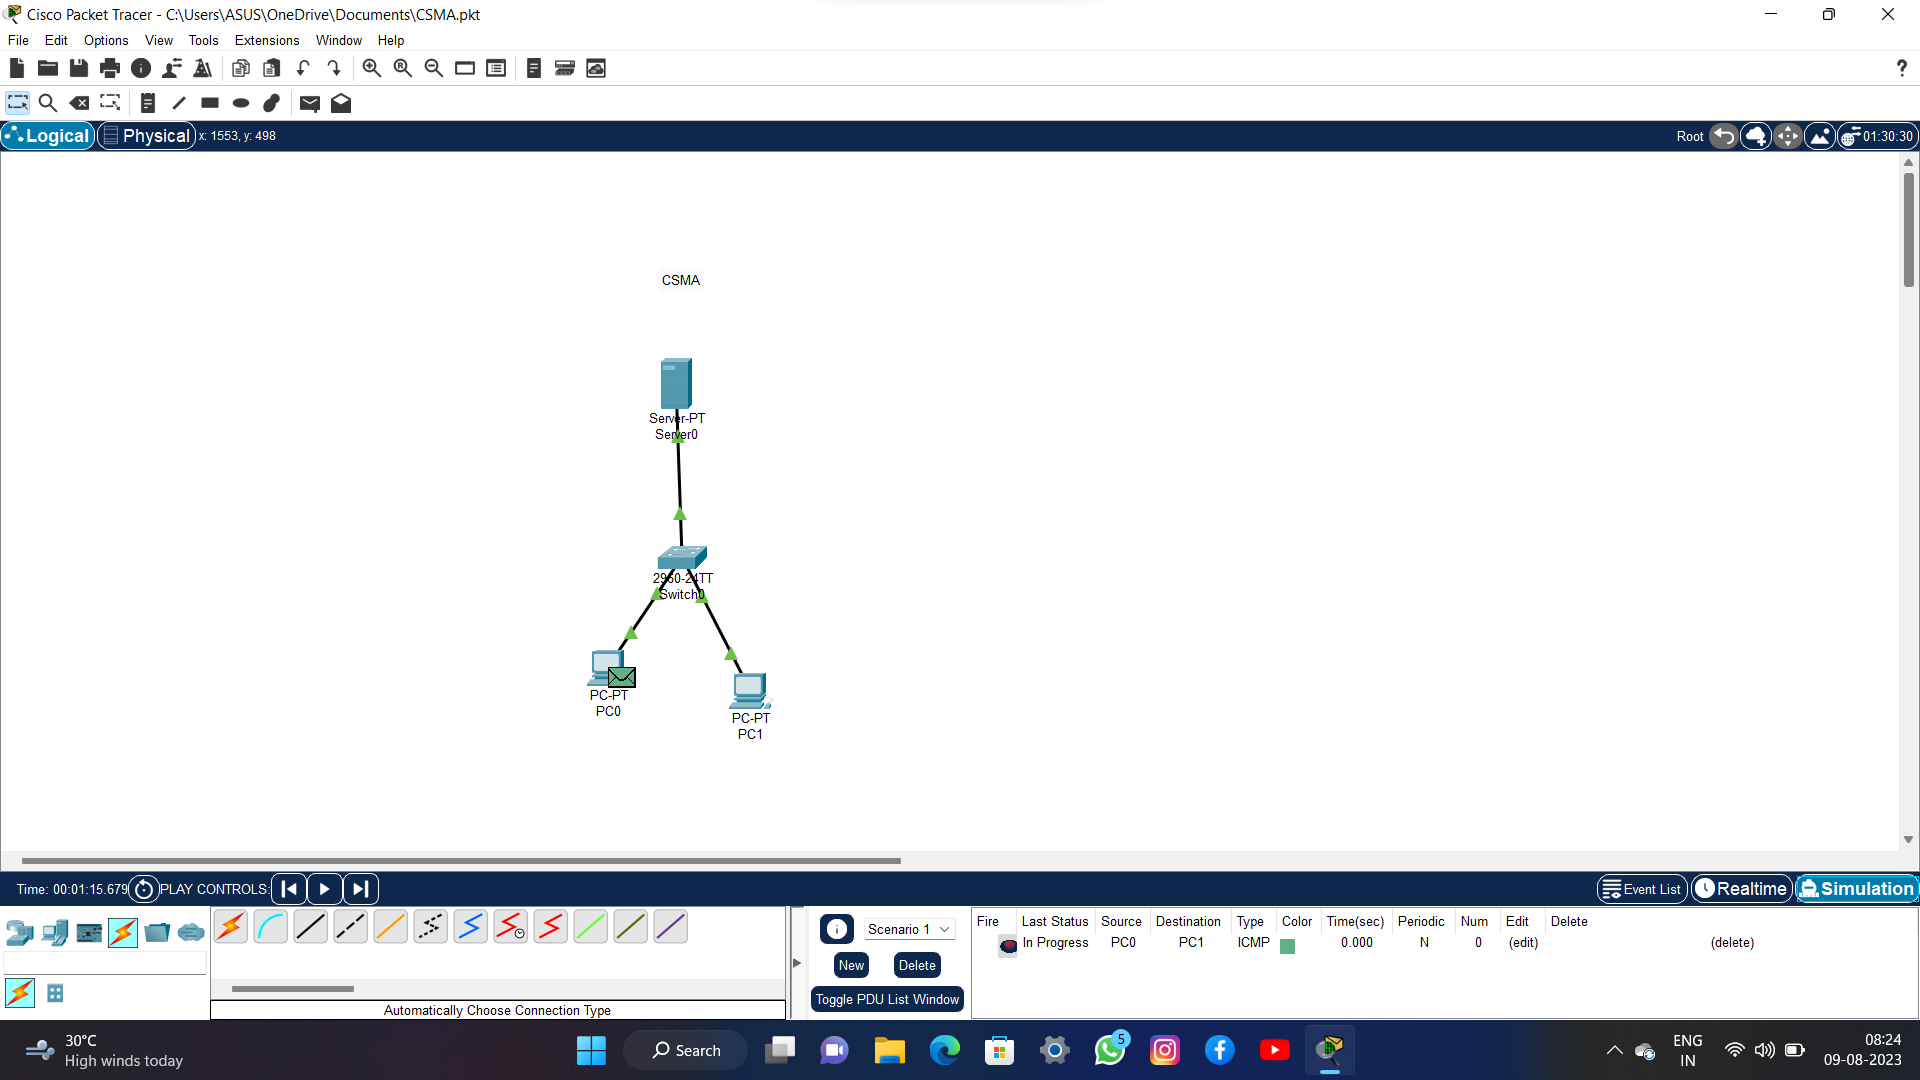 Cisco Packet Tracer - C:\Users\ASUS\OneDrive\Documents\CSMA.pkt
File Edit Options View Tools Extensions Window Help
Logical Physical x: 1553, y: 498 Root 01:30:30
CSMA
Server-PT
Server0
2960-24TT
Switch0
PC-PT
PC0
PC-PT
PC1
Time: 00:01:15.679 PLAY CONTROLS: Event List Realtime Simulation
Scenario 1
New Delete
Toggle PDU List Window
Fire Last Status Source Destination Type Color Time(sec) Periodic Num Edit Delete
In Progress PC0 PC1 ICMP 0.000 N 0 (edit) (delete)
Automatically Choose Connection Type
30°C
High winds today
Search
5
ENG
IN
08:24
09-08-2023